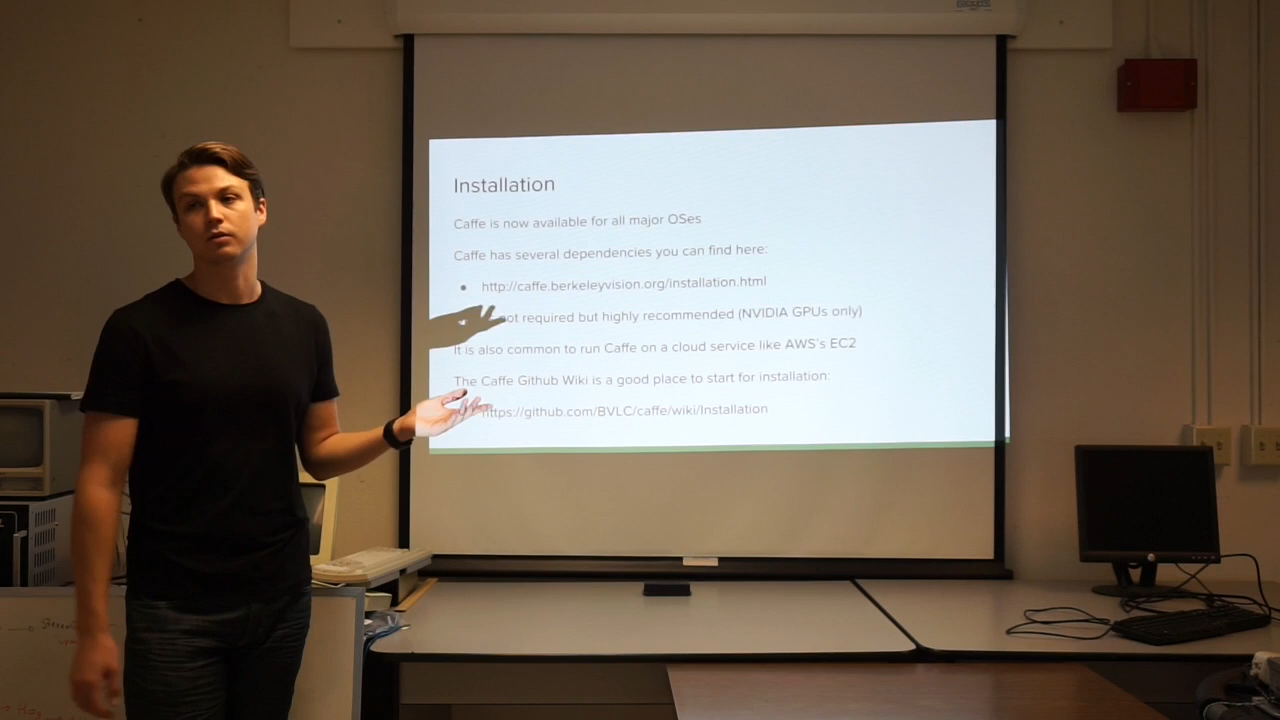 Installation
Caffe is now available for all major OSes
Caffe has several dependencies you can find here:
● http://caffe.berkeleyvision.org/installation.html
not required but highly recommended (NVIDIA GPUs only)
It is also common to run Caffe on a cloud service like AWS's EC2
The Caffe Github Wiki is a good place to start for installation:
https://github.com/BVLC/caffe/wiki/Installation